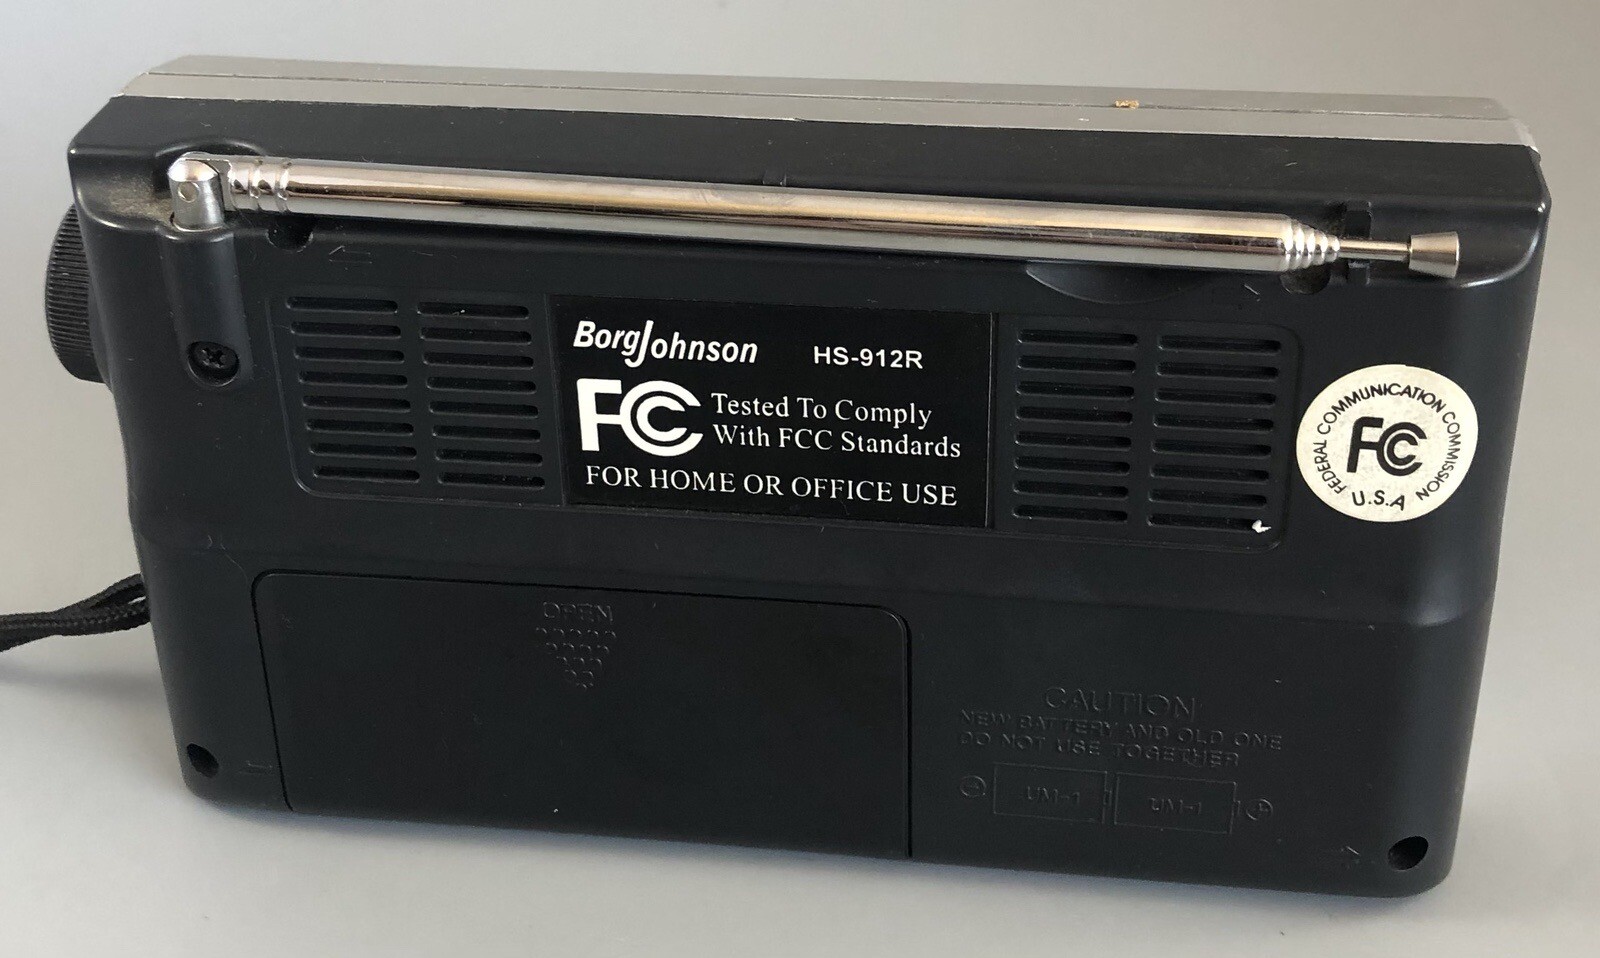 BorgJohnson HS-912R
FC Tested To Comply
With FCC Standards
FOR HOME OR OFFICE USE
FEDERAL COMMUNICATION COMMISSION
FC
U.S.A
OPEN
CAUTION
NEW BATTERY AND OLD ONE
DO NOT USE TOGETHER
UM-1 UM-1